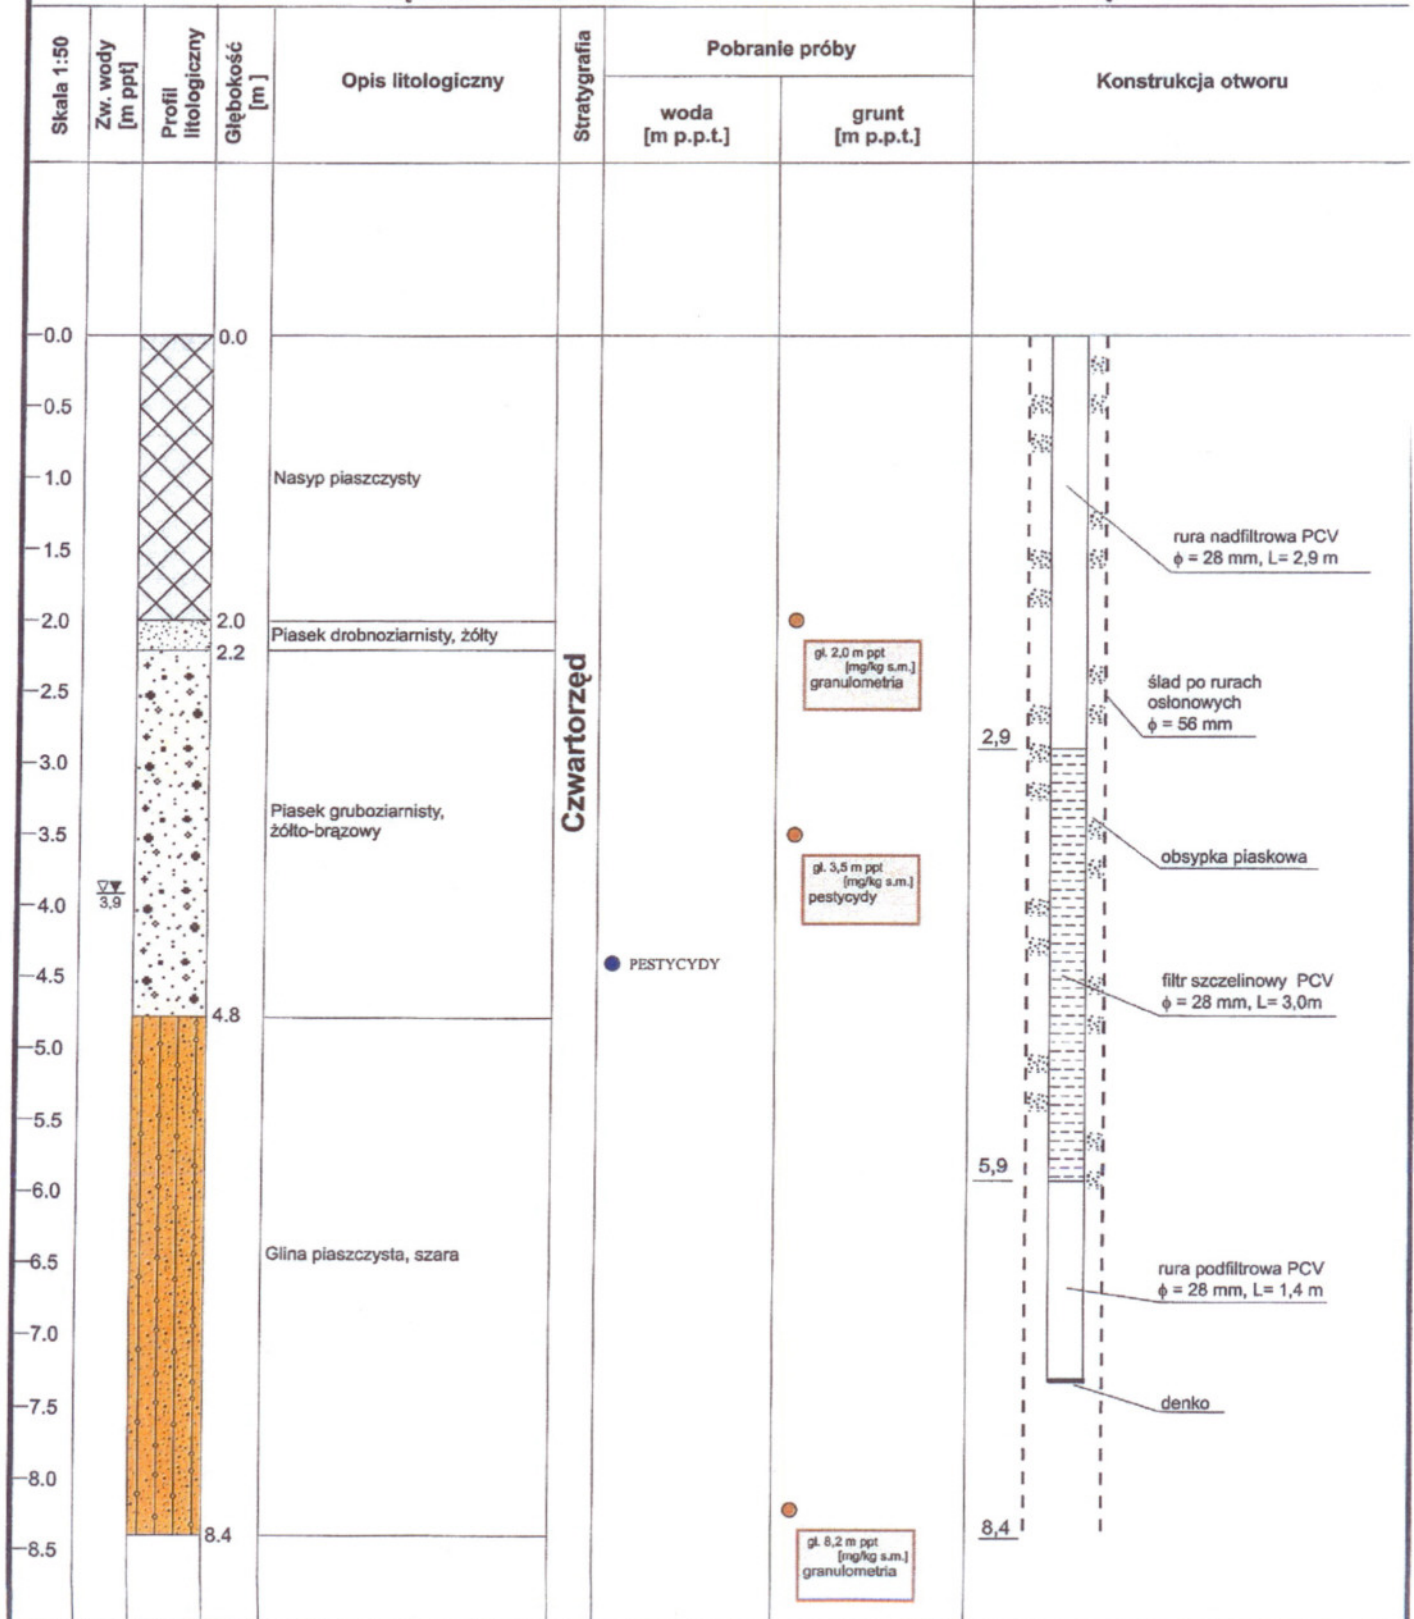 Skala 1:50
Zw. wody
[m ppt]
Profil
litologiczny
Głębokość
[m ]
Opis litologiczny
Stratygrafia
Pobranie próby
woda
[m p.p.t.]
grunt
[m p.p.t.]
Konstrukcja otworu
0.0
0.5
1.0
1.5
2.0
2.5
3.0
3.5
4.0
4.5
5.0
5.5
6.0
6.5
7.0
7.5
8.0
8.5
3,9
0.0
2.0
2.2
4.8
8.4
Nasyp piaszczysty
Piasek drobnoziarnisty, żółty
Piasek gruboziarnisty,
żółto-brązowy
Glina piaszczysta, szara
Czwartorzęd
PESTYCYDY
gł. 2,0 m ppt
[mg/kg s.m.]
granulometria
gł. 3,5 m ppt
[mg/kg s.m.]
pestycydy
gł. 8,2 m ppt
[mg/kg s.m.]
granulometria
2,9
5,9
8,4
rura nadfiltrowa PCV
ϕ = 28 mm, L= 2,9 m
ślad po rurach
osłonowych
ϕ = 56 mm
obsypka piaskowa
filtr szczelinowy PCV
ϕ = 28 mm, L= 3,0m
rura podfiltrowa PCV
ϕ = 28 mm, L= 1,4 m
denko